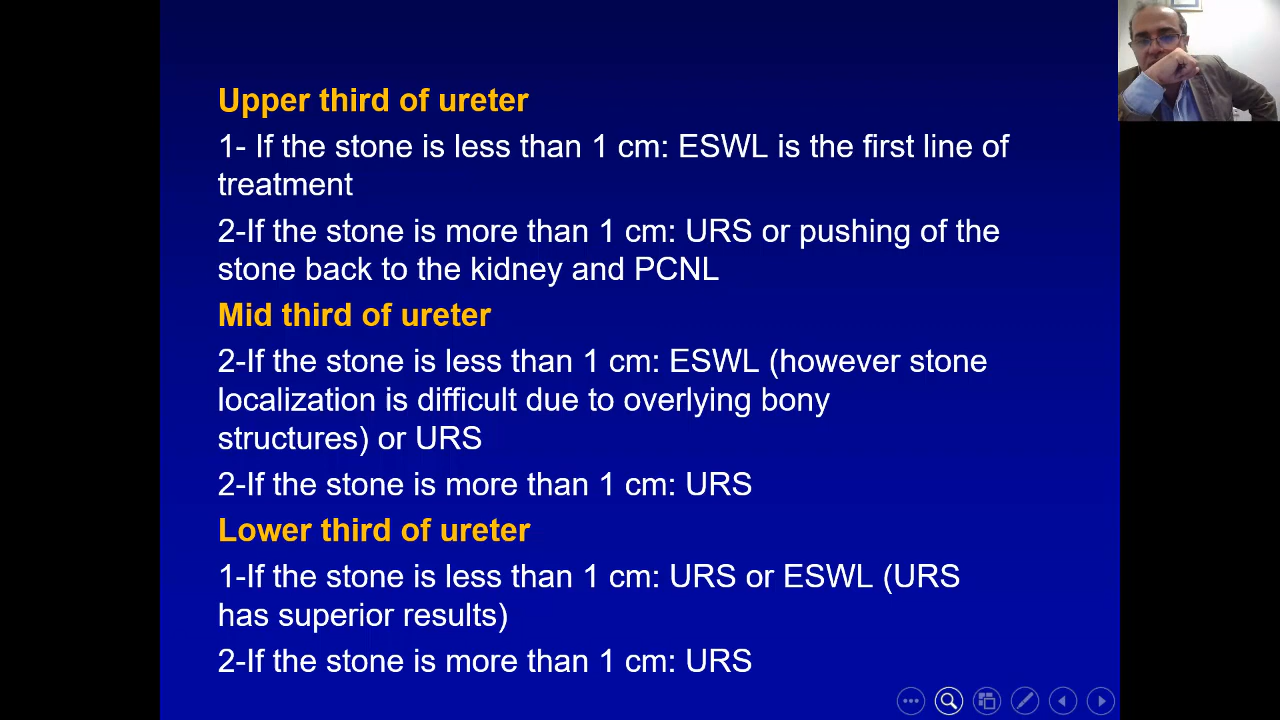 Upper third of ureter
1- If the stone is less than 1 cm: ESWL is the first line of
treatment
2-If the stone is more than 1 cm: URS or pushing of the
stone back to the kidney and PCNL
Mid third of ureter
2-If the stone is less than 1 cm: ESWL (however stone
localization is difficult due to overlying bony
structures) or URS
2-If the stone is more than 1 cm: URS
Lower third of ureter
1-If the stone is less than 1 cm: URS or ESWL (URS
has superior results)
2-If the stone is more than 1 cm: URS